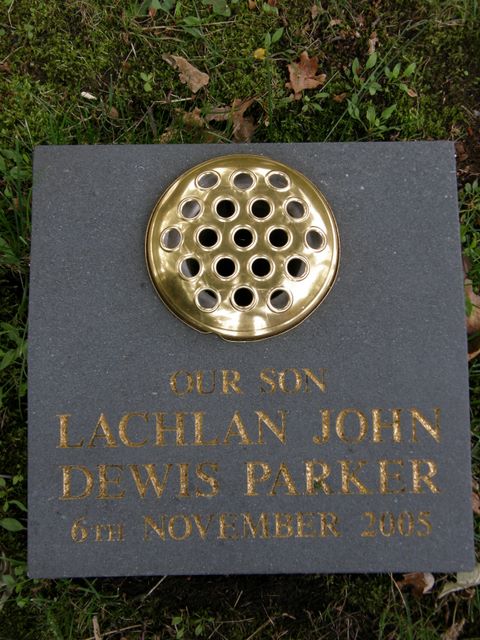 OUR SON
LACHLAN JOHN
DEWIS PARKER
6TH NOVEMBER 2005